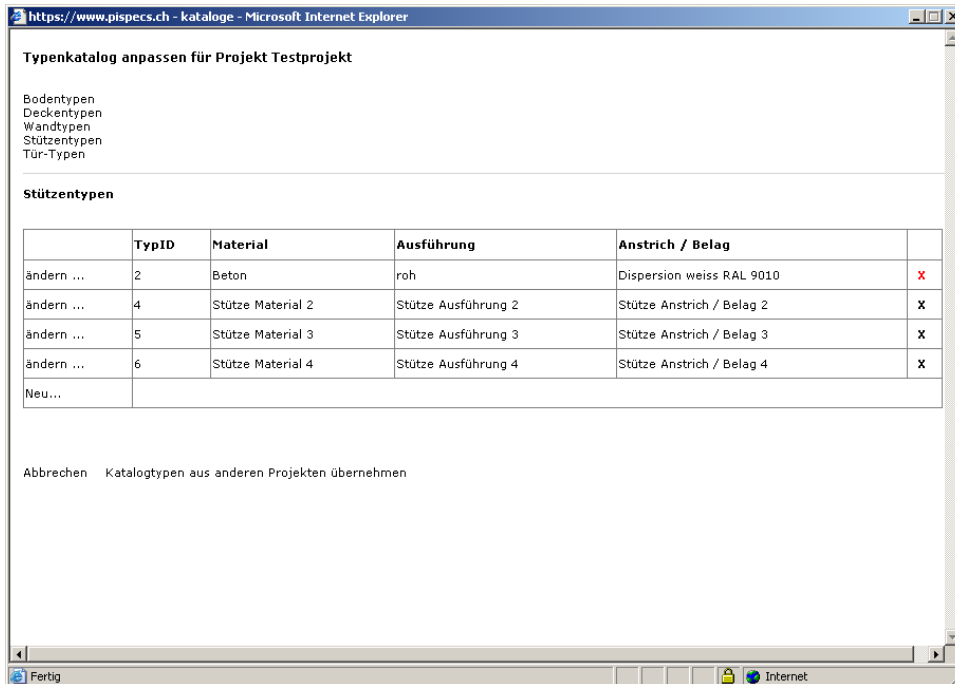 https://www.pispecs.ch - kataloge - Microsoft Internet Explorer
Typenkatalog anpassen für Projekt Testprojekt
Bodentypen
Deckentypen
Wandtypen
Stützentypen
Tür-Typen
Stützentypen
TypID Material Ausführung Anstrich / Belag
ändern ... 2 Beton roh Dispersion weiss RAL 9010 X
ändern ... 4 Stütze Material 2 Stütze Ausführung 2 Stütze Anstrich / Belag 2 X
ändern ... 5 Stütze Material 3 Stütze Ausführung 3 Stütze Anstrich / Belag 3 X
ändern ... 6 Stütze Material 4 Stütze Ausführung 4 Stütze Anstrich / Belag 4 X
Neu...
Abbrechen Katalogtypen aus anderen Projekten übernehmen
Fertig Internet